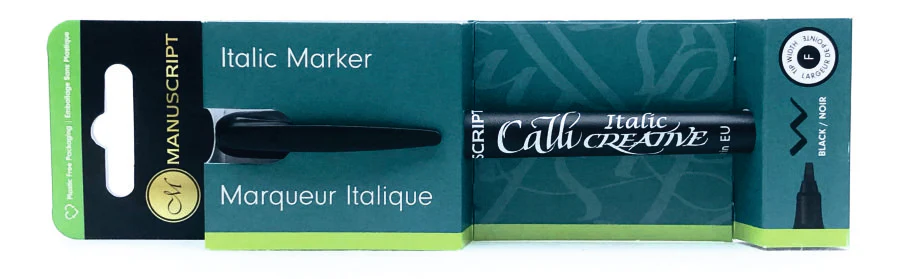 Plastic Free Packaging | Emballage Sans Plastique
MANUSCRIPT
M
Italic Marker
Marqueur Italique
SCRIPT
Calli
Italic
CREATIVE
in EU
TIP WIDTH
F
LARGEUR DE POINTE
BLACK / NOIR